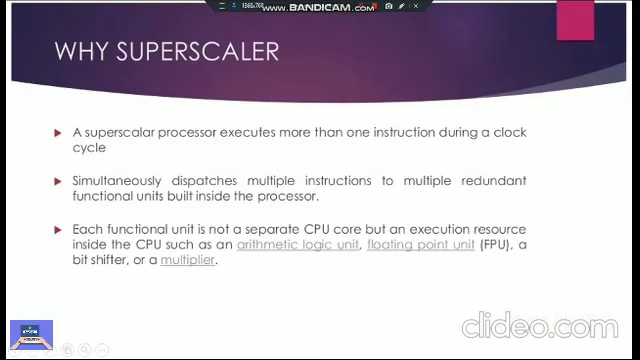 1360x768
www.BANDICAM.com
WHY SUPERSCALER
A superscalar processor executes more than one instruction during a clock
cycle
Simultaneously dispatches multiple instructions to multiple redundant
functional units built inside the processor.
Each functional unit is not a separate CPU core but an execution resource
inside the CPU such as an arithmetic logic unit, floating point unit (FPU), a
bit shifter, or a multiplier.
clideo.com